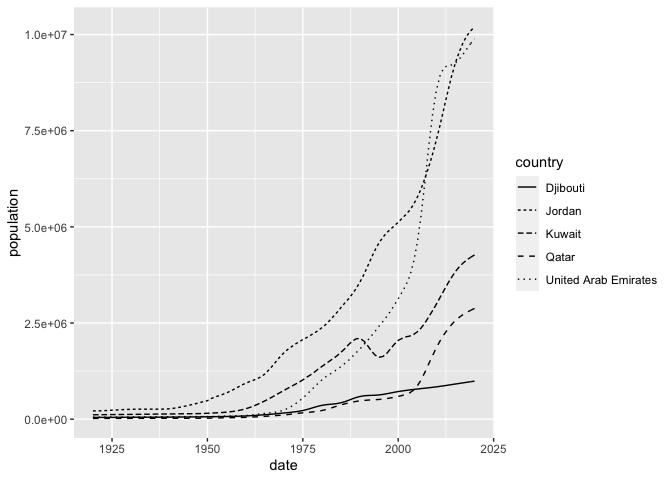 1.0e+07
7.5e+06
5.0e+06
2.5e+06
0.0e+00
population
1925
1950
1975
2000
2025
date
country
Djibouti
Jordan
Kuwait
Qatar
United Arab Emirates